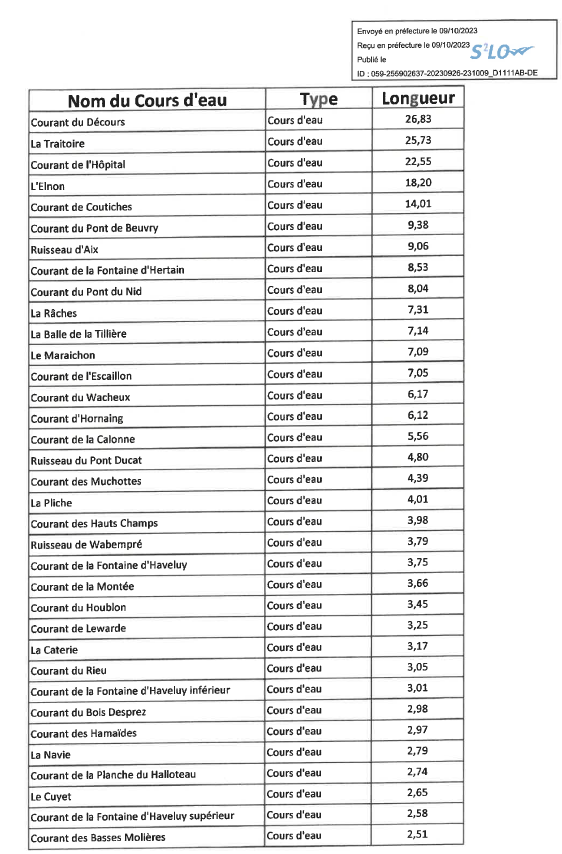 Envoyé en préfecture le 09/10/2023
Reçu en préfecture le 09/10/2023
S²LO
Publié le
ID : 059-255902637-20230926-231009_D1111AB-DE
Nom du Cours d'eau Type Longueur
Courant du Décours Cours d'eau 26,83
La Traitoire Cours d'eau 25,73
Courant de l'Hôpital Cours d'eau 22,55
L'Elnon Cours d'eau 18,20
Courant de Coutiches Cours d'eau 14,01
Courant du Pont de Beuvry Cours d'eau 9,38
Ruisseau d'Aix Cours d'eau 9,06
Courant de la Fontaine d'Hertain Cours d'eau 8,53
Courant du Pont du Nid Cours d'eau 8,04
La Râches Cours d'eau 7,31
La Balle de la Tillière Cours d'eau 7,14
Le Maraichon Cours d'eau 7,09
Courant de l'Escaillon Cours d'eau 7,05
Courant du Wacheux Cours d'eau 6,17
Courant d'Hornaing Cours d'eau 6,12
Courant de la Calonne Cours d'eau 5,56
Ruisseau du Pont Ducat Cours d'eau 4,80
Courant des Muchottes Cours d'eau 4,39
La Pliche Cours d'eau 4,01
Courant des Hauts Champs Cours d'eau 3,98
Ruisseau de Wabempré Cours d'eau 3,79
Courant de la Fontaine d'Haveluy Cours d'eau 3,75
Courant de la Montée Cours d'eau 3,66
Courant du Houblon Cours d'eau 3,45
Courant de Lewarde Cours d'eau 3,25
La Caterie Cours d'eau 3,17
Courant du Rieu Cours d'eau 3,05
Courant de la Fontaine d'Haveluy inférieur Cours d'eau 3,01
Courant du Bois Desprez Cours d'eau 2,98
Courant des Hamaïdes Cours d'eau 2,97
La Navie Cours d'eau 2,79
Courant de la Planche du Halloteau Cours d'eau 2,74
Le Cuyet Cours d'eau 2,65
Courant de la Fontaine d'Haveluy supérieur Cours d'eau 2,58
Courant des Basses Molières Cours d'eau 2,51